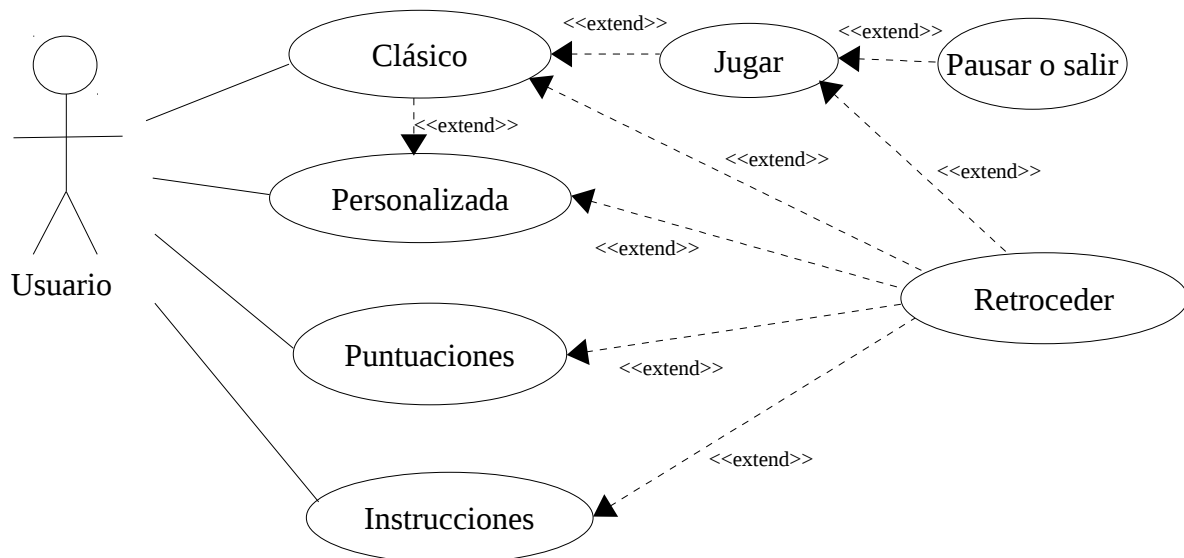 <<extend>>
<<extend>>
Clásico
Jugar
Pausar o salir
<<extend>>
<<extend>>
<<extend>>
Personalizada
<<extend>>
Usuario
Retroceder
Puntuaciones
<<extend>>
<<extend>>
Instrucciones